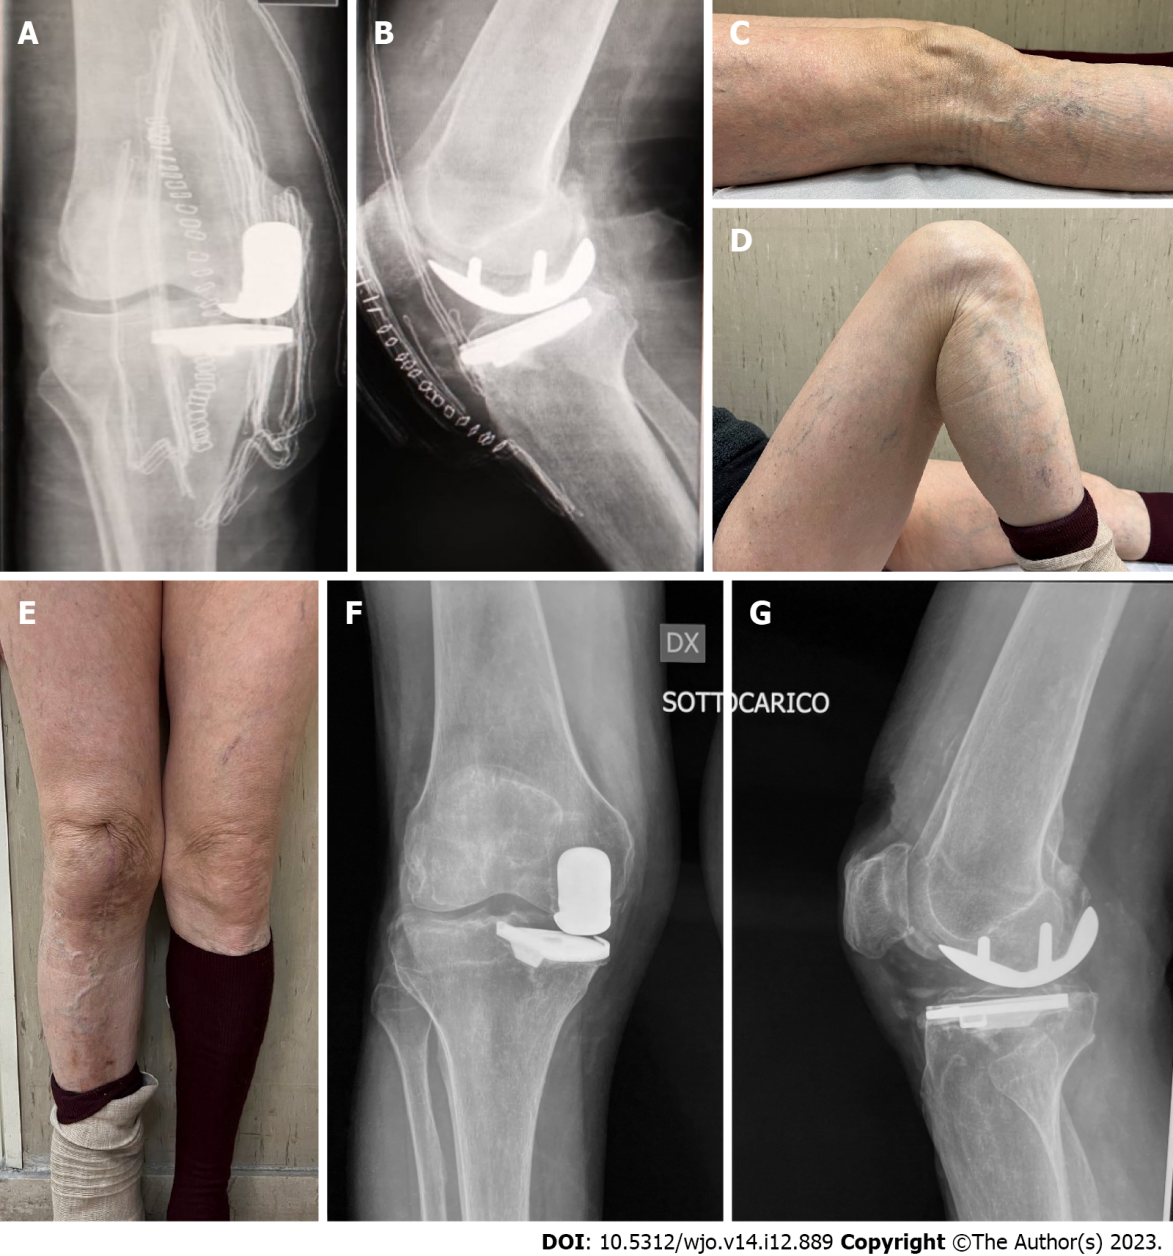 A
B
C
D
E
F
DX
SOTTOCARICO
G
DOI: 10.5312/wjo.v14.i12.889 Copyright ©The Author(s) 2023.